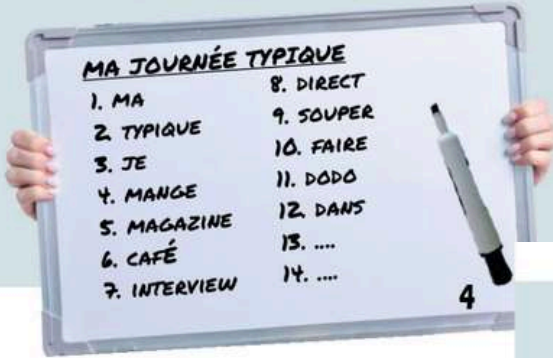 MA JOURNÉE TYPIQUE
1. MA
2. TYPIQUE
3. JE
4. MANGE
5. MAGAZINE
6. CAFÉ
7. INTERVIEW
8. DIRECT
9. SOUPER
10. FAIRE
11. DODO
12. DANS
13. ....
14. ....
4